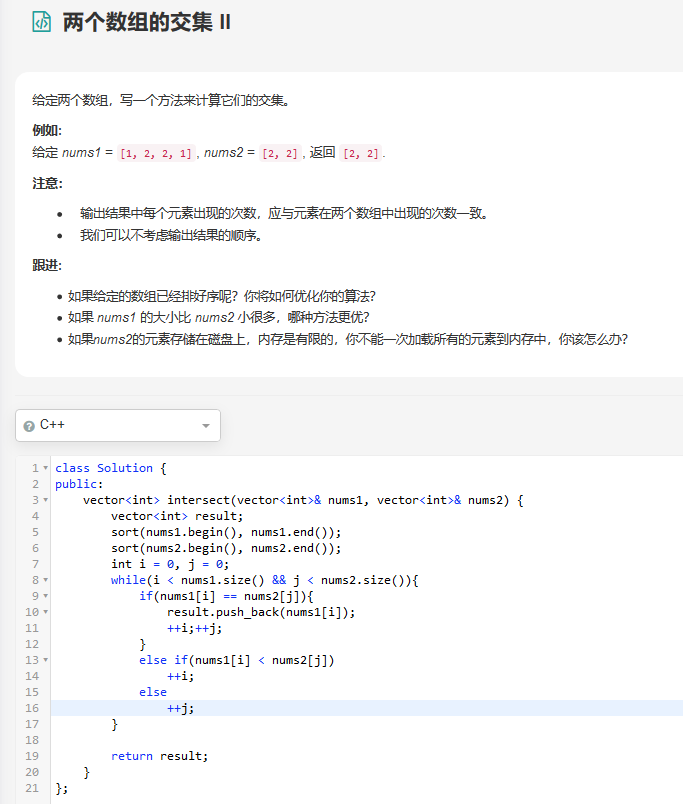 两个数组的交集 II
给定两个数组，写一个方法来计算它们的交集。
例如:
给定 nums1 = [1, 2, 2, 1], nums2 = [2, 2], 返回 [2, 2].
注意:
• 输出结果中每个元素出现的次数，应与元素在两个数组中出现的次数一致。
• 我们可以不考虑输出结果的顺序。
跟进:
• 如果给定的数组已经排好序呢？你将如何优化你的算法？
• 如果 nums1 的大小比 nums2 小很多，哪种方法更优？
• 如果nums2的元素存储在磁盘上，内存是有限的，你不能一次加载所有的元素到内存中，你该怎么办？
C++
1 class Solution {
2 public:
3     vector<int> intersect(vector<int>& nums1, vector<int>& nums2) {
4         vector<int> result;
5         sort(nums1.begin(), nums1.end());
6         sort(nums2.begin(), nums2.end());
7         int i = 0, j = 0;
8         while(i < nums1.size() && j < nums2.size()){
9             if(nums1[i] == nums2[j]){
10                 result.push_back(nums1[i]);
11                 ++i;++j;
12             }
13             else if(nums1[i] < nums2[j])
14                 ++i;
15             else
16                 ++j;
17         }
18
19         return result;
20     }
21 };